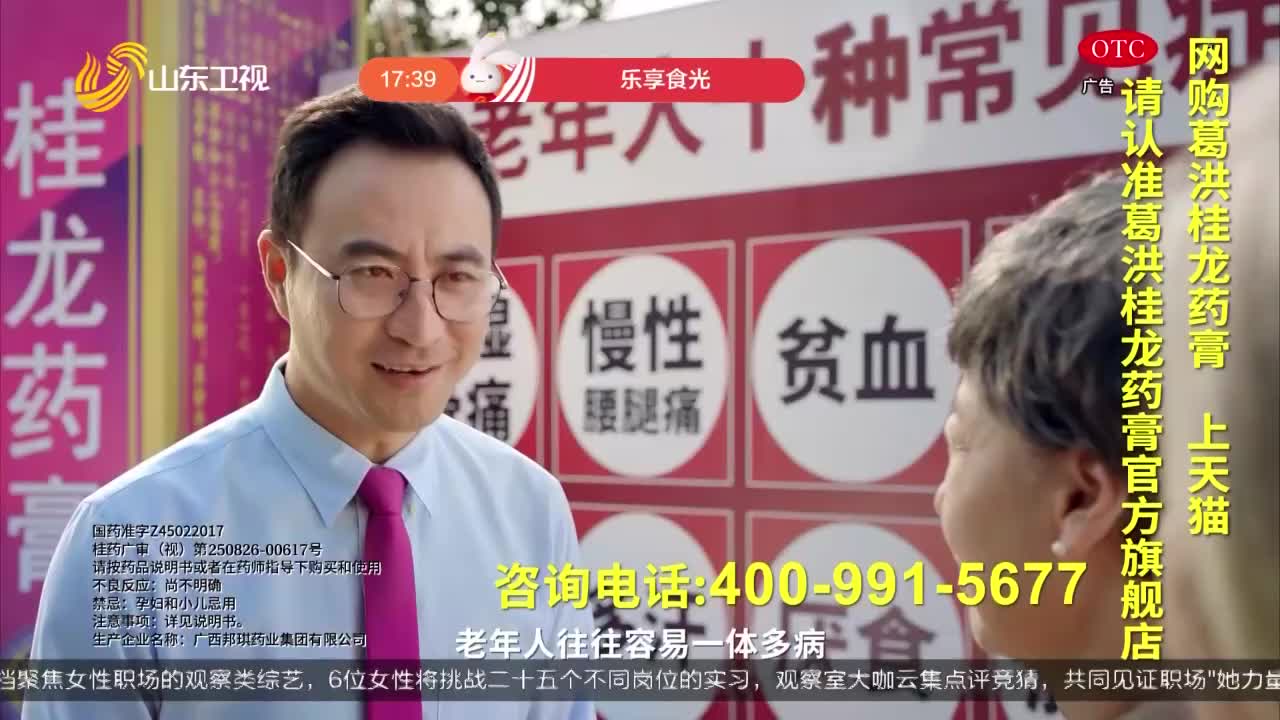 山东卫视
17:39
乐享食光
OTC
广告
网购葛洪桂龙药膏 上天猫
请认准葛洪桂龙药膏官方旗舰店
桂龙药膏
老年人十种常见症
湿
痛
慢性
腰腿痛
贫血
厌食
国药准字Z45022017
桂药广审（视）第250826-00617号
请按药品说明书或者在药师指导下购买和使用
不良反应：尚不明确
禁忌：孕妇和小儿忌用
注意事项：详见说明书。
生产企业名称：广西邦琪药业集团有限公司
咨询电话:400-991-5677
老年人往往容易一体多病
档聚焦女性职场的观察类综艺，6位女性将挑战二十五个不同岗位的实习，观察室大咖云集点评竞猜，共同见证职场"她力量